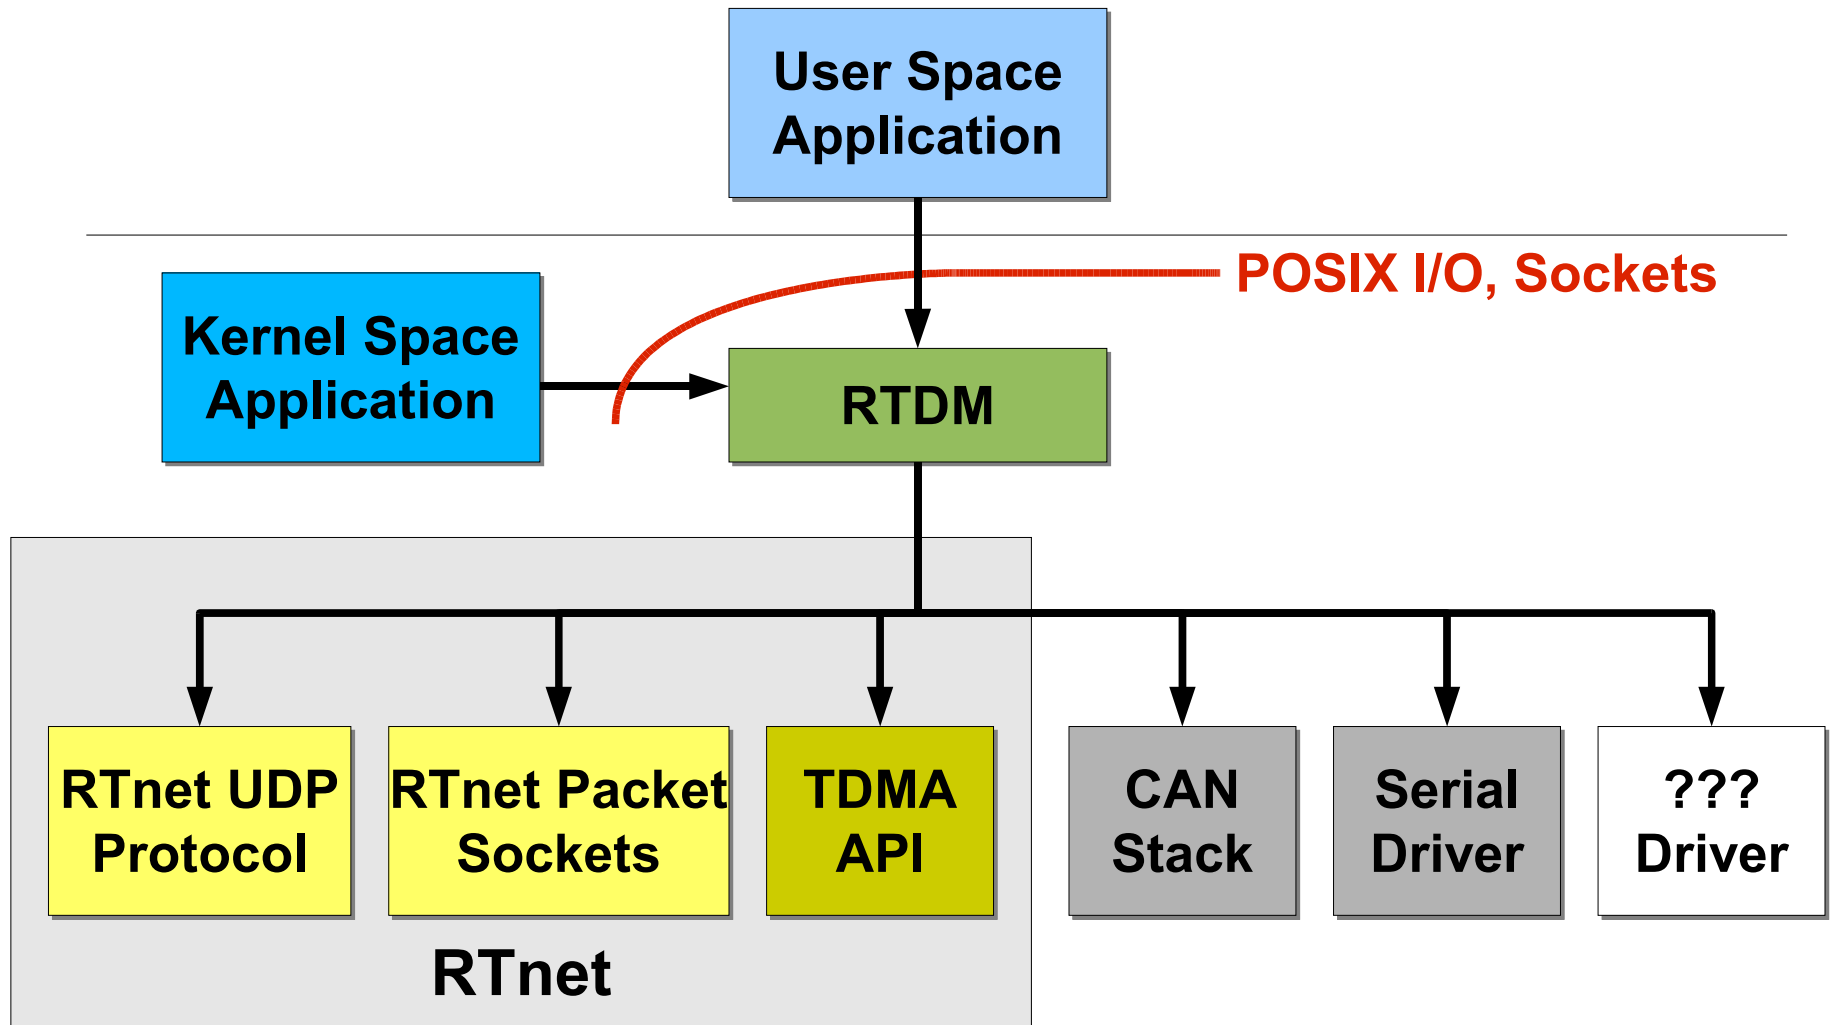 User Space
Application
POSIX I/O, Sockets
Kernel Space
Application
RTDM
RTnet UDP
Protocol
RTnet Packet
Sockets
TDMA
API
CAN
Stack
Serial
Driver
???
Driver
RTnet